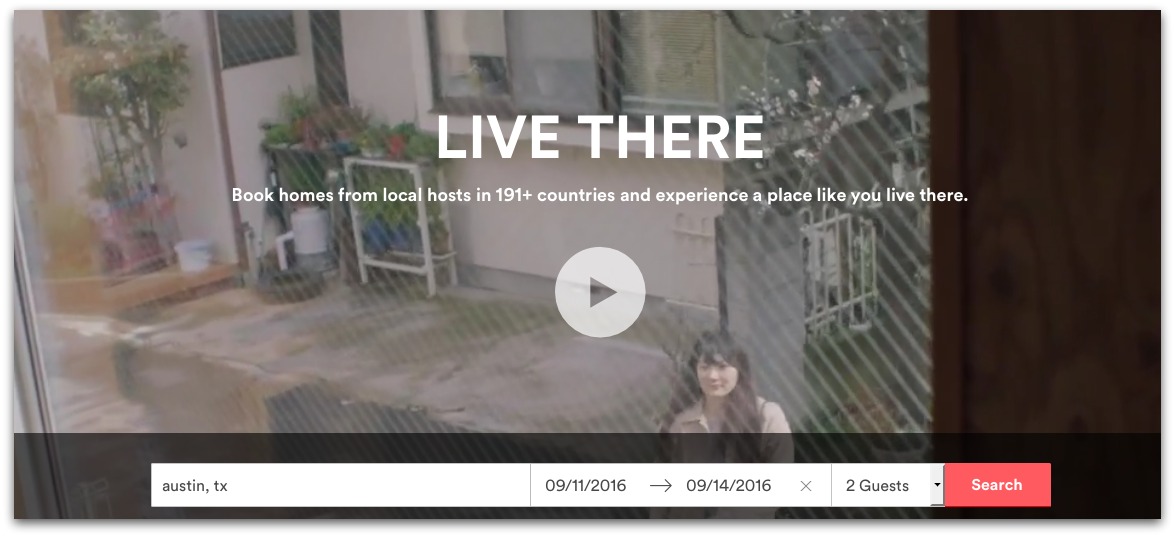 LIVE THERE
Book homes from local hosts in 191+ countries and experience a place like you live there.
austin, tx 09/11/2016 → 09/14/2016 × 2 Guests Search